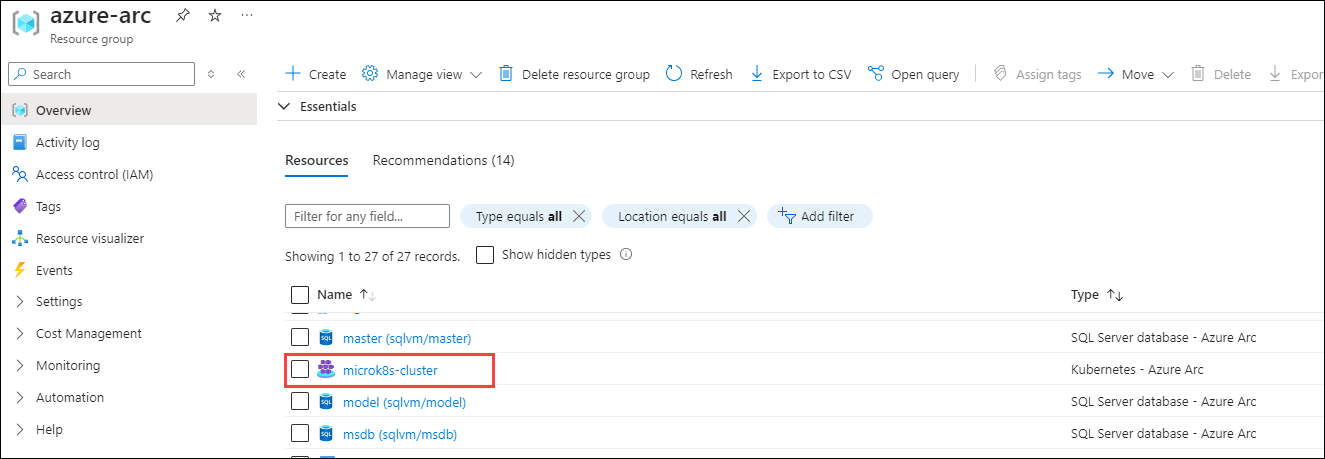 azure-arc
Resource group
Search
Overview
Activity log
Access control (IAM)
Tags
Resource visualizer
Events
Settings
Cost Management
Monitoring
Automation
Help
Create Manage view Delete resource group Refresh Export to CSV Open query Assign tags Move Delete Expor
Essentials
Resources Recommendations (14)
Filter for any field... Type equals all Location equals all Add filter
Showing 1 to 27 of 27 records. Show hidden types
Name Type
master (sqlvm/master) SQL Server database - Azure Arc
microk8s-cluster Kubernetes - Azure Arc
model (sqlvm/model) SQL Server database - Azure Arc
msdb (sqlvm/msdb) SQL Server database - Azure Arc